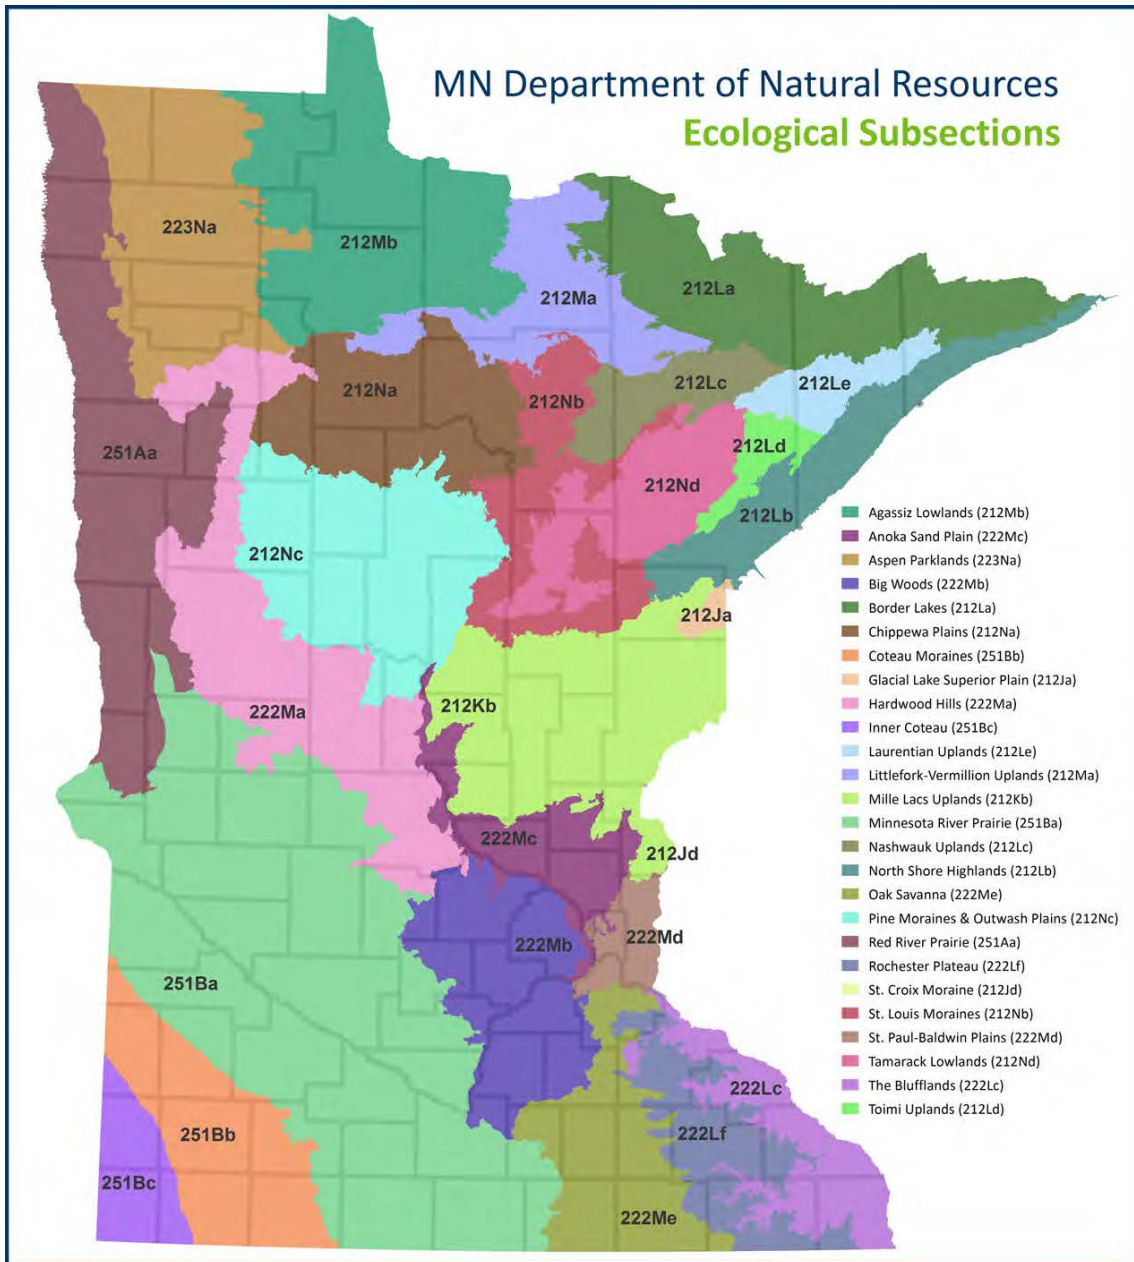 MN Department of Natural Resources
Ecological Subsections
223Na
212Mb
212La
212Ma
212Na
212Nb
212Lc
212Le
251Aa
212Ld
212Nd
212Lb
212Nc
212Ja
222Ma
212Kb
222Mc
212Jd
222Mb
222Md
251Ba
222Lc
251Bb
222Lf
251Bc
222Me
Agassiz Lowlands (212Mb)
Anoka Sand Plain (222Mc)
Aspen Parklands (223Na)
Big Woods (222Mb)
Border Lakes (212La)
Chippewa Plains (212Na)
Coteau Moraines (251Bb)
Glacial Lake Superior Plain (212Ja)
Hardwood Hills (222Ma)
Inner Coteau (251Bc)
Laurentian Uplands (212Le)
Littlefork-Vermillion Uplands (212Ma)
Mille Lacs Uplands (212Kb)
Minnesota River Prairie (251Ba)
Nashwauk Uplands (212Lc)
North Shore Highlands (212Lb)
Oak Savanna (222Me)
Pine Moraines & Outwash Plains (212Nc)
Red River Prairie (251Aa)
Rochester Plateau (222Lf)
St. Croix Moraine (212Jd)
St. Louis Moraines (212Nb)
St. Paul-Baldwin Plains (222Md)
Tamarack Lowlands (212Nd)
The Blufflands (222Lc)
Toimi Uplands (212Ld)